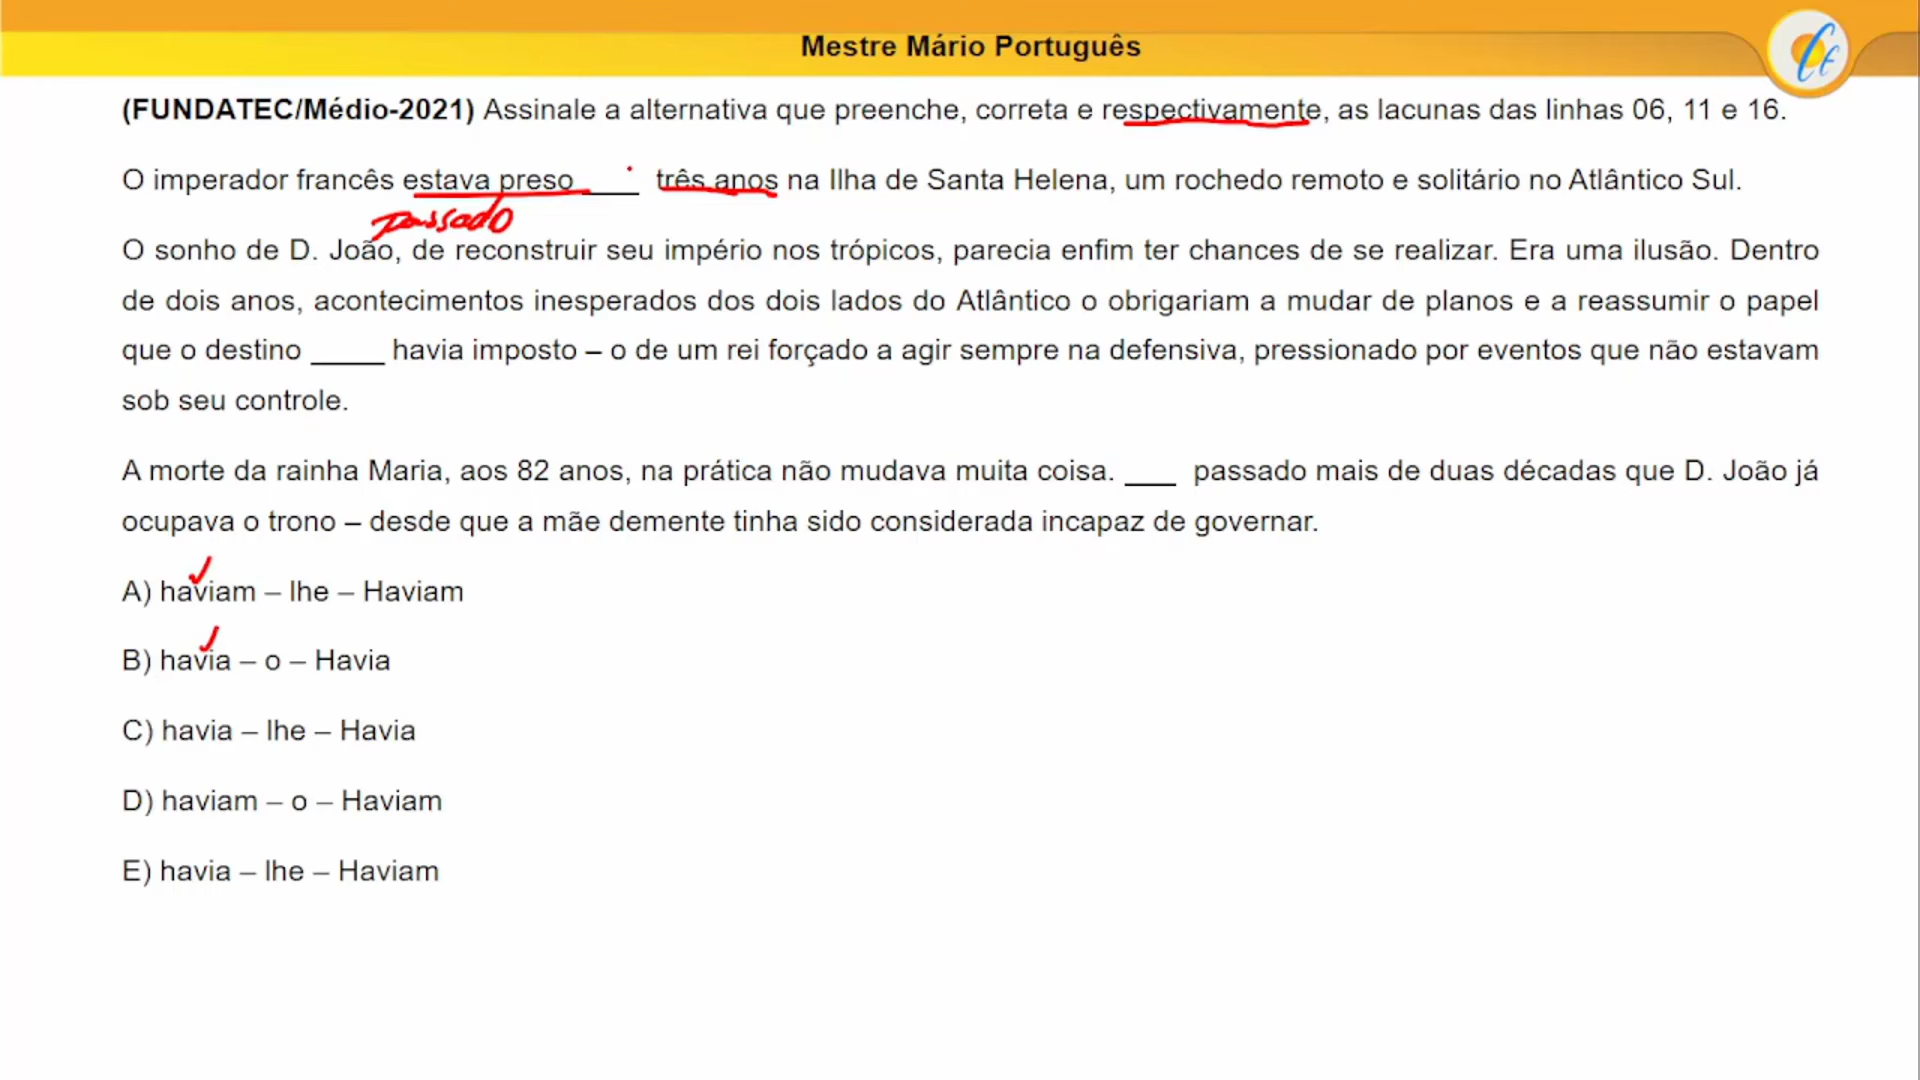 Mestre Mário Português
(FUNDATEC/Médio-2021) Assinale a alternativa que preenche, correta e respectivamente, as lacunas das linhas 06, 11 e 16.
O imperador francês estava preso ____ três anos na Ilha de Santa Helena, um rochedo remoto e solitário no Atlântico Sul.
Passado
O sonho de D. João, de reconstruir seu império nos trópicos, parecia enfim ter chances de se realizar. Era uma ilusão. Dentro
de dois anos, acontecimentos inesperados dos dois lados do Atlântico o obrigariam a mudar de planos e a reassumir o papel
que o destino _____ havia imposto – o de um rei forçado a agir sempre na defensiva, pressionado por eventos que não estavam
sob seu controle.
A morte da rainha Maria, aos 82 anos, na prática não mudava muita coisa. ___ passado mais de duas décadas que D. João já
ocupava o trono – desde que a mãe demente tinha sido considerada incapaz de governar.
A) haviam – lhe – Haviam
B) havia – o – Havia
C) havia – lhe – Havia
D) haviam – o – Haviam
E) havia – lhe – Haviam